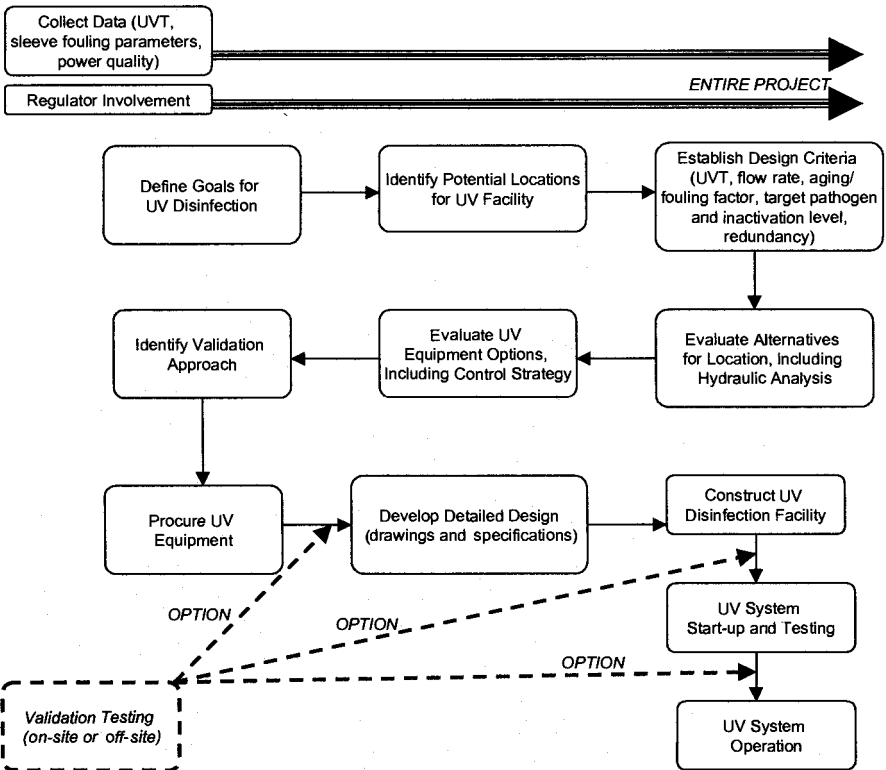 Collect Data (UVT,
sleeve fouling parameters,
power quality)
ENTIRE PROJECT
Regulator Involvement
Define Goals for
UV Disinfection
Identify Potential Locations
for UV Facility
Establish Design Criteria
(UVT, flow rate, aging/
fouling factor, target pathogen
and inactivation level,
redundancy)
Identify Validation
Approach
Evaluate UV
Equipment Options,
Including Control Strategy
Evaluate Alternatives
for Location, Including
Hydraulic Analysis
Procure UV
Equipment
Develop Detailed Design
(drawings and specifications)
Construct UV
Disinfection Facility
OPTION
OPTION
UV System
Start-up and Testing
OPTION
Validation Testing
(on-site or off-site)
UV System
Operation